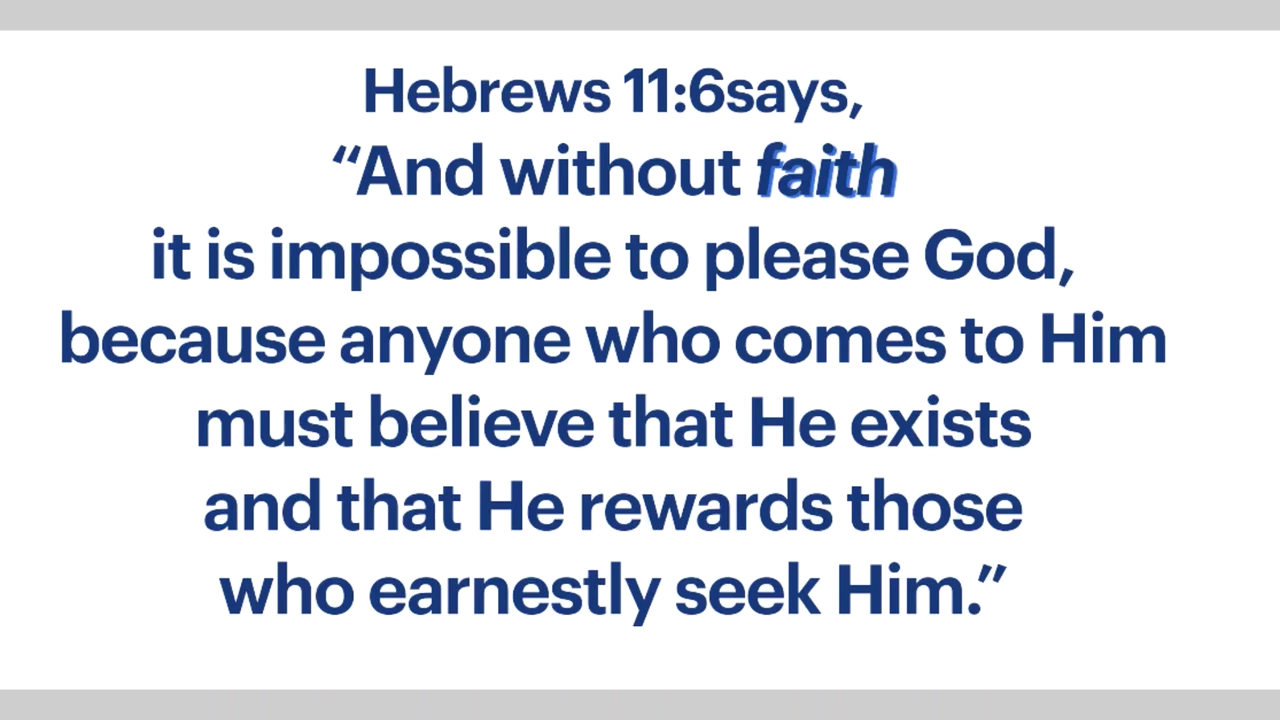 Hebrews 11:6says,
“And without faith
it is impossible to please God,
because anyone who comes to Him
must believe that He exists
and that He rewards those
who earnestly seek Him.”